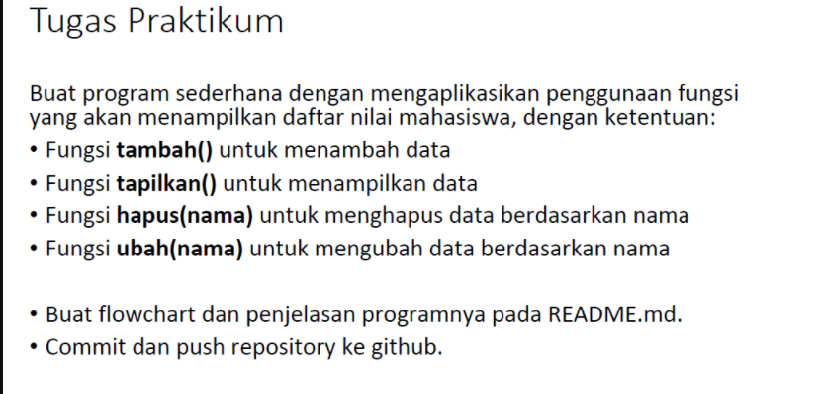 Tugas Praktikum
Buat program sederhana dengan mengaplikasikan penggunaan fungsi
yang akan menampilkan daftar nilai mahasiswa, dengan ketentuan:
• Fungsi tambah() untuk menambah data
• Fungsi tapilkan() untuk menampilkan data
• Fungsi hapus(nama) untuk menghapus data berdasarkan nama
• Fungsi ubah(nama) untuk mengubah data berdasarkan nama
• Buat flowchart dan penjelasan programnya pada README.md.
• Commit dan push repository ke github.